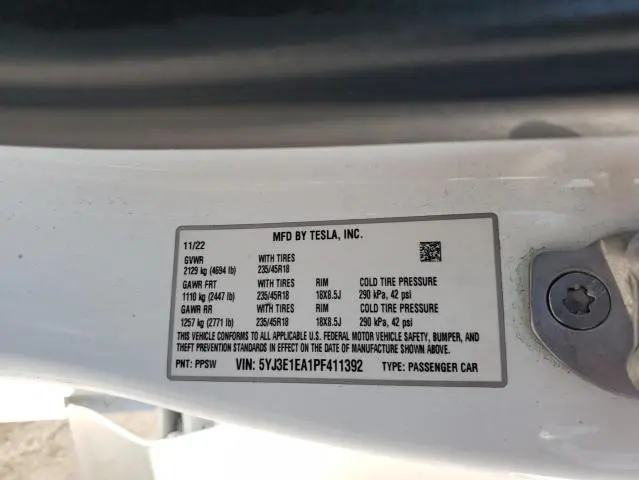 MFD BY TESLA, INC.
11/22
GVWR WITH TIRES
2129 kg (4694 lb) 235/45R18
GAWR FRT WITH TIRES RIM COLD TIRE PRESSURE
1110 kg (2447 lb) 235/45R18 18X8.5J 290 kPa, 42 psi
GAWR RR WITH TIRES RIM COLD TIRE PRESSURE
1257 kg (2771 lb) 235/45R18 18X8.5J 290 kPa, 42 psi
THIS VEHICLE CONFORMS TO ALL APPLICABLE U.S. FEDERAL MOTOR VEHICLE SAFETY, BUMPER, AND
THEFT PREVENTION STANDARDS IN EFFECT ON THE DATE OF MANUFACTURE SHOWN ABOVE.
PNT: PPSW VIN: 5YJ3E1EA1PF411392 TYPE: PASSENGER CAR